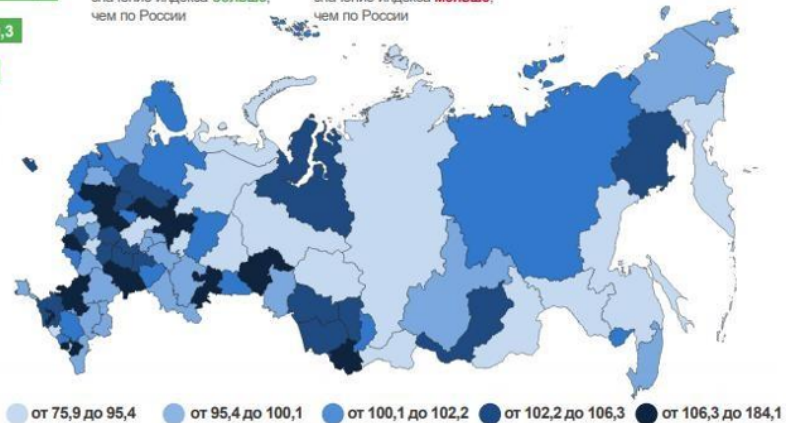 чем по России
чем по России
,3
от 75,9 до 95,4
от 95,4 до 100,1
от 100,1 до 102,2
от 102,2 до 106,3
от 106,3 до 184,1